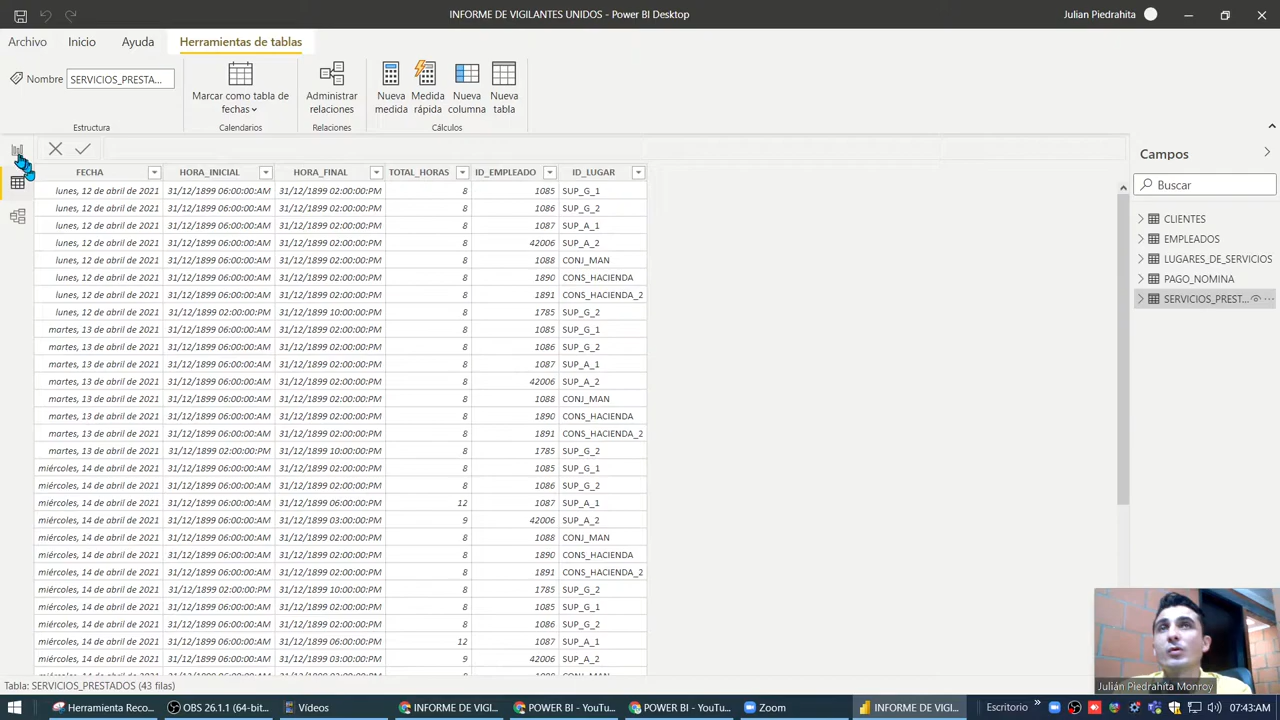 INFORME DE VIGILANTES UNIDOS - Power BI Desktop
Julian Piedrahita
Archivo Inicio Ayuda Herramientas de tablas
Nombre SERVICIOS_PRESTA...
Marcar como tabla de fechas
Administrar relaciones
Nueva medida
Medida rápida
Nueva columna
Nueva tabla
Estructura Calendarios Relaciones Cálculos
FECHA HORA_INICIAL HORA_FINAL TOTAL_HORAS ID_EMPLEADO ID_LUGAR
lunes, 12 de abril de 2021 31/12/1899 06:00:00:AM 31/12/1899 02:00:00:PM 8 1085 SUP_G_1
lunes, 12 de abril de 2021 31/12/1899 06:00:00:AM 31/12/1899 02:00:00:PM 8 1086 SUP_G_2
lunes, 12 de abril de 2021 31/12/1899 06:00:00:AM 31/12/1899 02:00:00:PM 8 1087 SUP_A_1
lunes, 12 de abril de 2021 31/12/1899 06:00:00:AM 31/12/1899 02:00:00:PM 8 42006 SUP_A_2
lunes, 12 de abril de 2021 31/12/1899 06:00:00:AM 31/12/1899 02:00:00:PM 8 1088 CONJ_MAN
lunes, 12 de abril de 2021 31/12/1899 06:00:00:AM 31/12/1899 02:00:00:PM 8 1890 CONS_HACIENDA
lunes, 12 de abril de 2021 31/12/1899 06:00:00:AM 31/12/1899 02:00:00:PM 8 1891 CONS_HACIENDA_2
lunes, 12 de abril de 2021 31/12/1899 02:00:00:PM 31/12/1899 10:00:00:PM 8 1785 SUP_G_2
martes, 13 de abril de 2021 31/12/1899 06:00:00:AM 31/12/1899 02:00:00:PM 8 1085 SUP_G_1
martes, 13 de abril de 2021 31/12/1899 06:00:00:AM 31/12/1899 02:00:00:PM 8 1086 SUP_G_2
martes, 13 de abril de 2021 31/12/1899 06:00:00:AM 31/12/1899 02:00:00:PM 8 1087 SUP_A_1
martes, 13 de abril de 2021 31/12/1899 06:00:00:AM 31/12/1899 02:00:00:PM 8 42006 SUP_A_2
martes, 13 de abril de 2021 31/12/1899 06:00:00:AM 31/12/1899 02:00:00:PM 8 1088 CONJ_MAN
martes, 13 de abril de 2021 31/12/1899 06:00:00:AM 31/12/1899 02:00:00:PM 8 1890 CONS_HACIENDA
martes, 13 de abril de 2021 31/12/1899 06:00:00:AM 31/12/1899 02:00:00:PM 8 1891 CONS_HACIENDA_2
martes, 13 de abril de 2021 31/12/1899 02:00:00:PM 31/12/1899 10:00:00:PM 8 1785 SUP_G_2
miércoles, 14 de abril de 2021 31/12/1899 06:00:00:AM 31/12/1899 02:00:00:PM 8 1085 SUP_G_1
miércoles, 14 de abril de 2021 31/12/1899 06:00:00:AM 31/12/1899 02:00:00:PM 8 1086 SUP_G_2
miércoles, 14 de abril de 2021 31/12/1899 06:00:00:AM 31/12/1899 06:00:00:PM 12 1087 SUP_A_1
miércoles, 14 de abril de 2021 31/12/1899 06:00:00:AM 31/12/1899 03:00:00:PM 9 42006 SUP_A_2
miércoles, 14 de abril de 2021 31/12/1899 06:00:00:AM 31/12/1899 02:00:00:PM 8 1088 CONJ_MAN
miércoles, 14 de abril de 2021 31/12/1899 06:00:00:AM 31/12/1899 02:00:00:PM 8 1890 CONS_HACIENDA
miércoles, 14 de abril de 2021 31/12/1899 06:00:00:AM 31/12/1899 02:00:00:PM 8 1891 CONS_HACIENDA_2
miércoles, 14 de abril de 2021 31/12/1899 02:00:00:PM 31/12/1899 10:00:00:PM 8 1785 SUP_G_2
miércoles, 14 de abril de 2021 31/12/1899 06:00:00:AM 31/12/1899 02:00:00:PM 8 1085 SUP_G_1
miércoles, 14 de abril de 2021 31/12/1899 06:00:00:AM 31/12/1899 02:00:00:PM 8 1086 SUP_G_2
miércoles, 14 de abril de 2021 31/12/1899 06:00:00:AM 31/12/1899 06:00:00:PM 12 1087 SUP_A_1
miércoles, 14 de abril de 2021 31/12/1899 06:00:00:AM 31/12/1899 03:00:00:PM 9 42006 SUP_A_2
Campos
Buscar
CLIENTES
EMPLEADOS
LUGARES_DE_SERVICIOS
PAGO_NOMINA
SERVICIOS_PREST...
Julián Piedrahíta Monroy
Tabla: SERVICIOS_PRESTADOS (43 filas)
Herramienta Reco... OBS 26.1.1 (64-bit... Vídeos INFORME DE VIGI... POWER BI - YouTu... POWER BI - YouTu... Zoom INFORME DE VIGI... Escritorio 07:43 AM